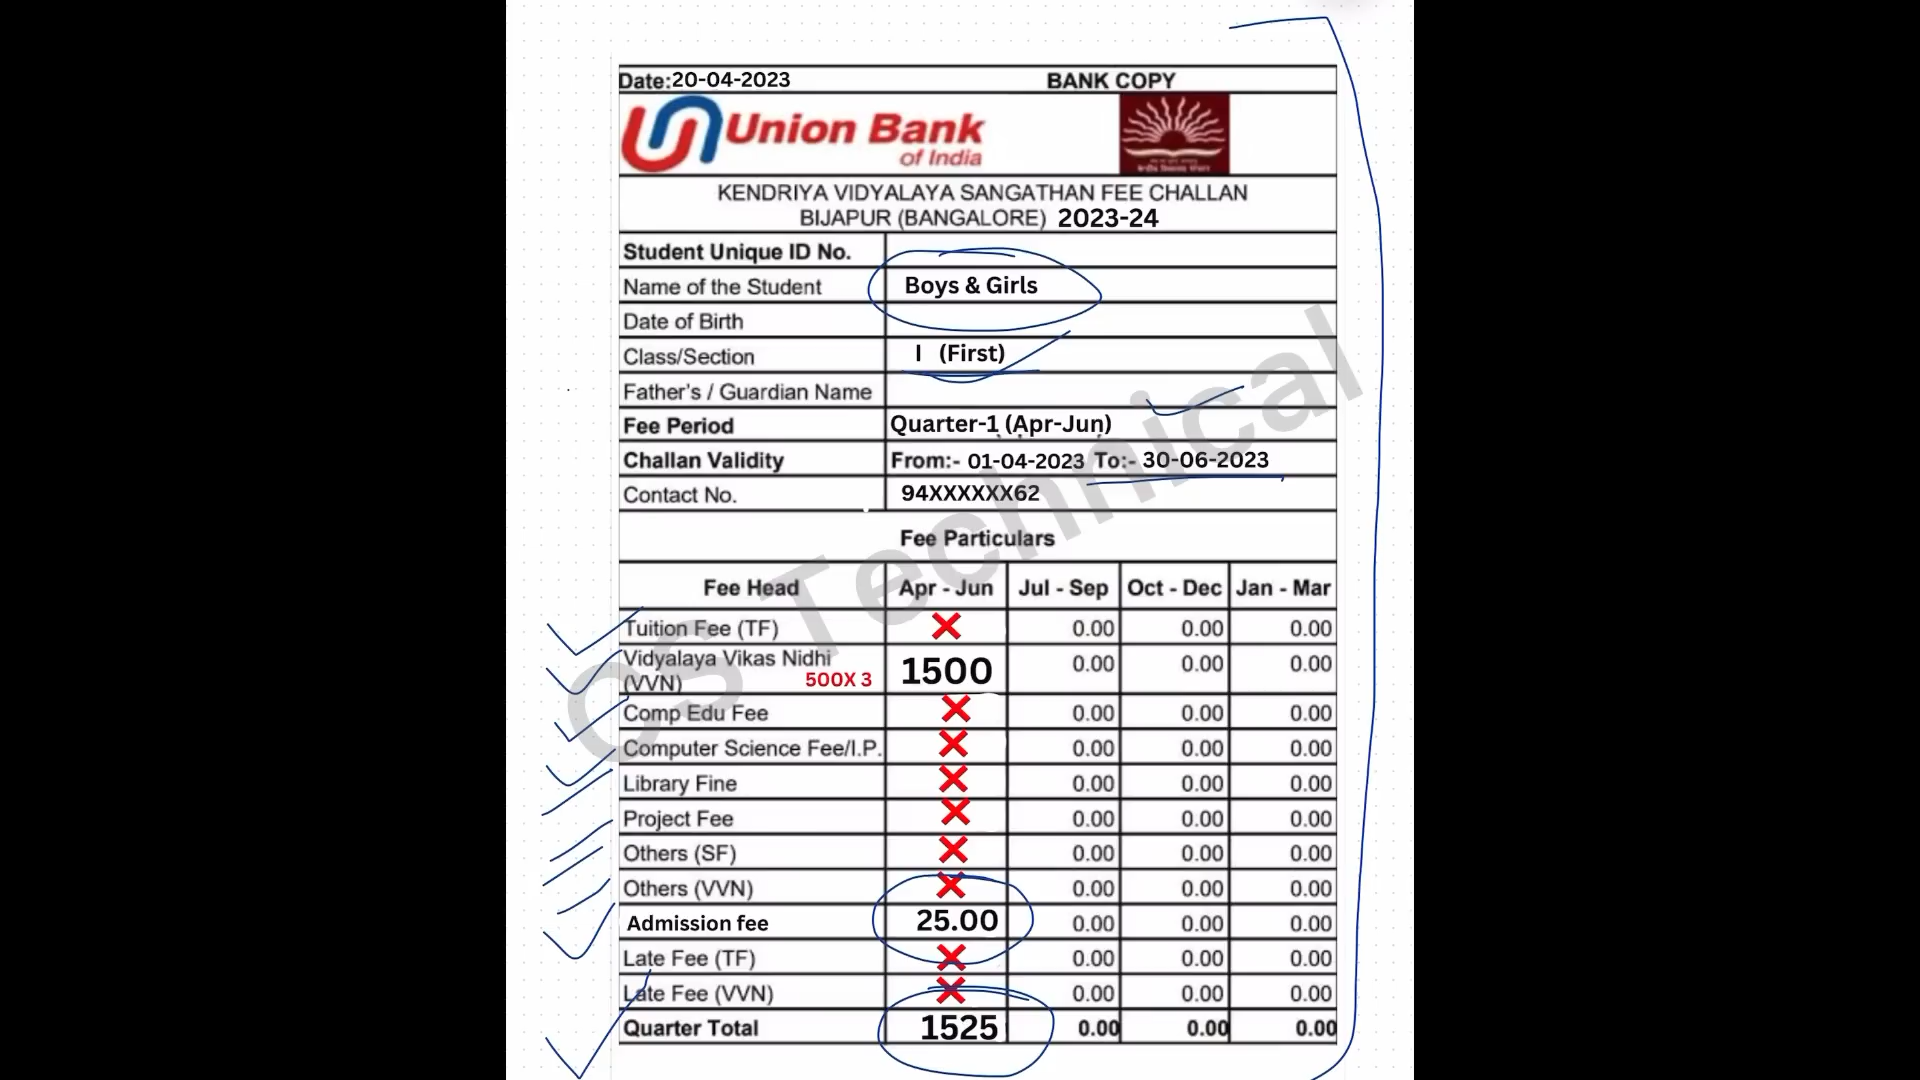 Date:20-04-2023 BANK COPY
Union Bank
of India
KENDRIYA VIDYALAYA SANGATHAN FEE CHALLAN
BIJAPUR (BANGALORE) 2023-24
Student Unique ID No.
Name of the Student Boys & Girls
Date of Birth
Class/Section I (First)
Father's / Guardian Name
Fee Period Quarter-1 (Apr-Jun)
Challan Validity From:- 01-04-2023 To:- 30-06-2023
Contact No. 94XXXXXX62
Fee Particulars
Fee Head Apr - Jun Jul - Sep Oct - Dec Jan - Mar
Tuition Fee (TF) ❌ 0.00 0.00 0.00
Vidyalaya Vikas Nidhi
(VVN) 500X 3 1500 0.00 0.00 0.00
Comp Edu Fee ❌ 0.00 0.00 0.00
Computer Science Fee/I.P. ❌ 0.00 0.00 0.00
Library Fine ❌ 0.00 0.00 0.00
Project Fee ❌ 0.00 0.00 0.00
Others (SF) ❌ 0.00 0.00 0.00
Others (VVN) ❌ 0.00 0.00 0.00
Admission fee 25.00 0.00 0.00 0.00
Late Fee (TF) ❌ 0.00 0.00 0.00
Late Fee (VVN) ❌ 0.00 0.00 0.00
Quarter Total 1525 0.00 0.00 0.00
CS Technical